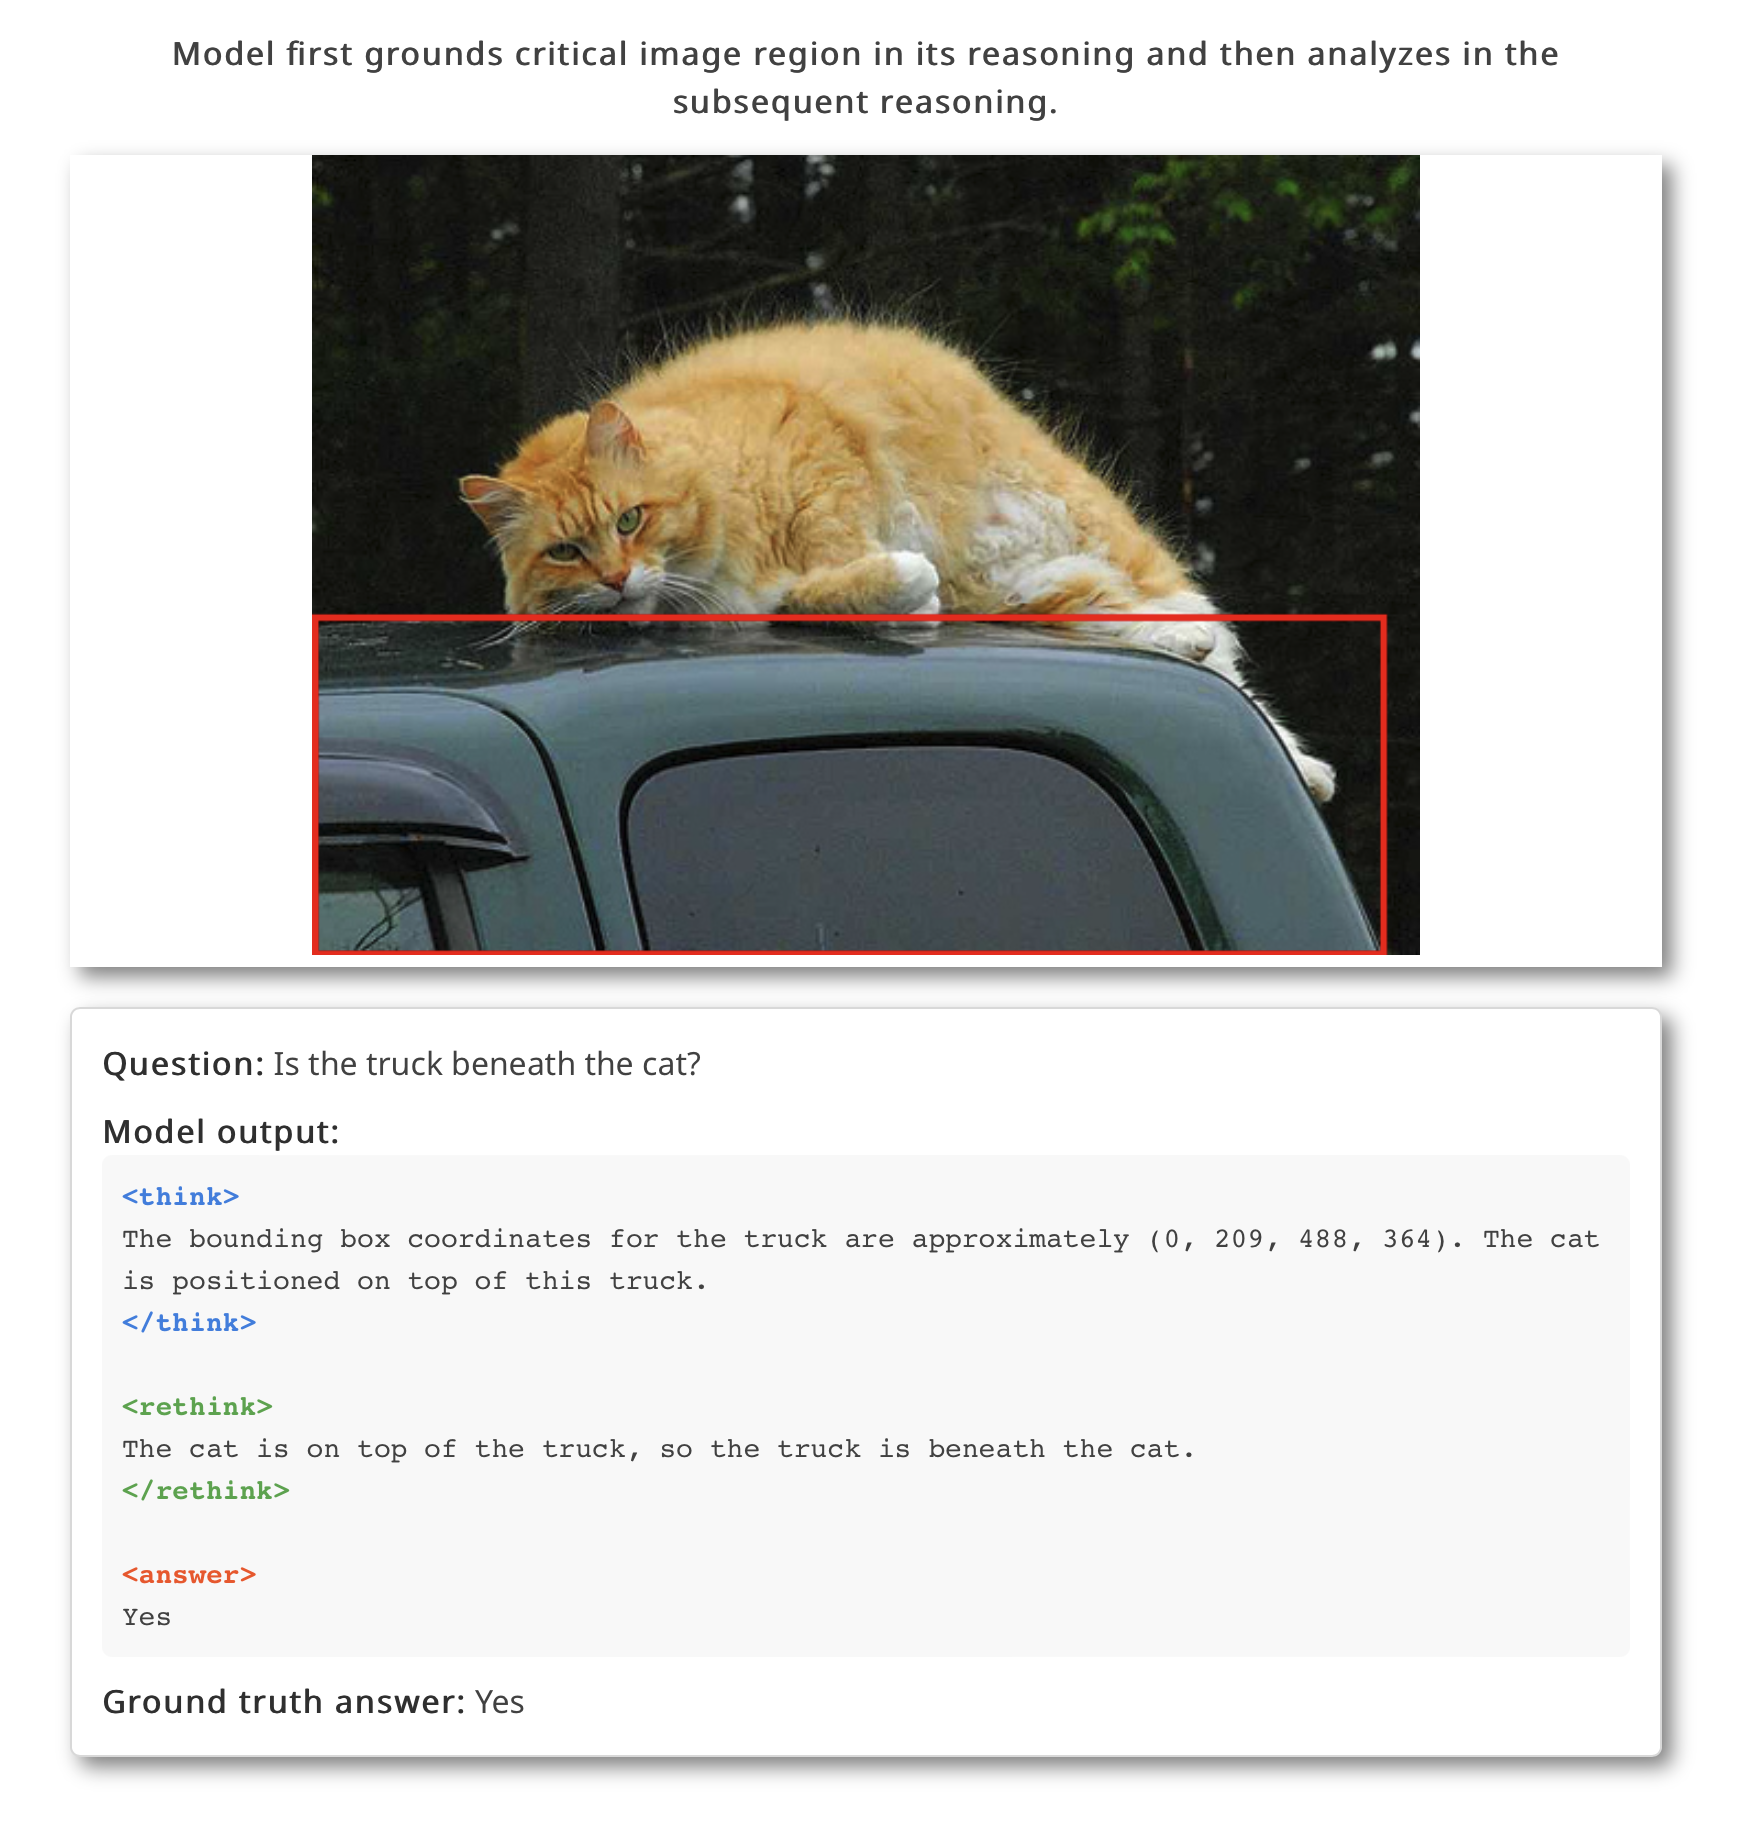 Model first grounds critical image region in its reasoning and then analyzes in the
subsequent reasoning.
Question: Is the truck beneath the cat?
Model output:
<think>
The bounding box coordinates for the truck are approximately (0, 209, 488, 364). The cat
is positioned on top of this truck.
</think>
<rethink>
The cat is on top of the truck, so the truck is beneath the cat.
</rethink>
<answer>
Yes
Ground truth answer: Yes